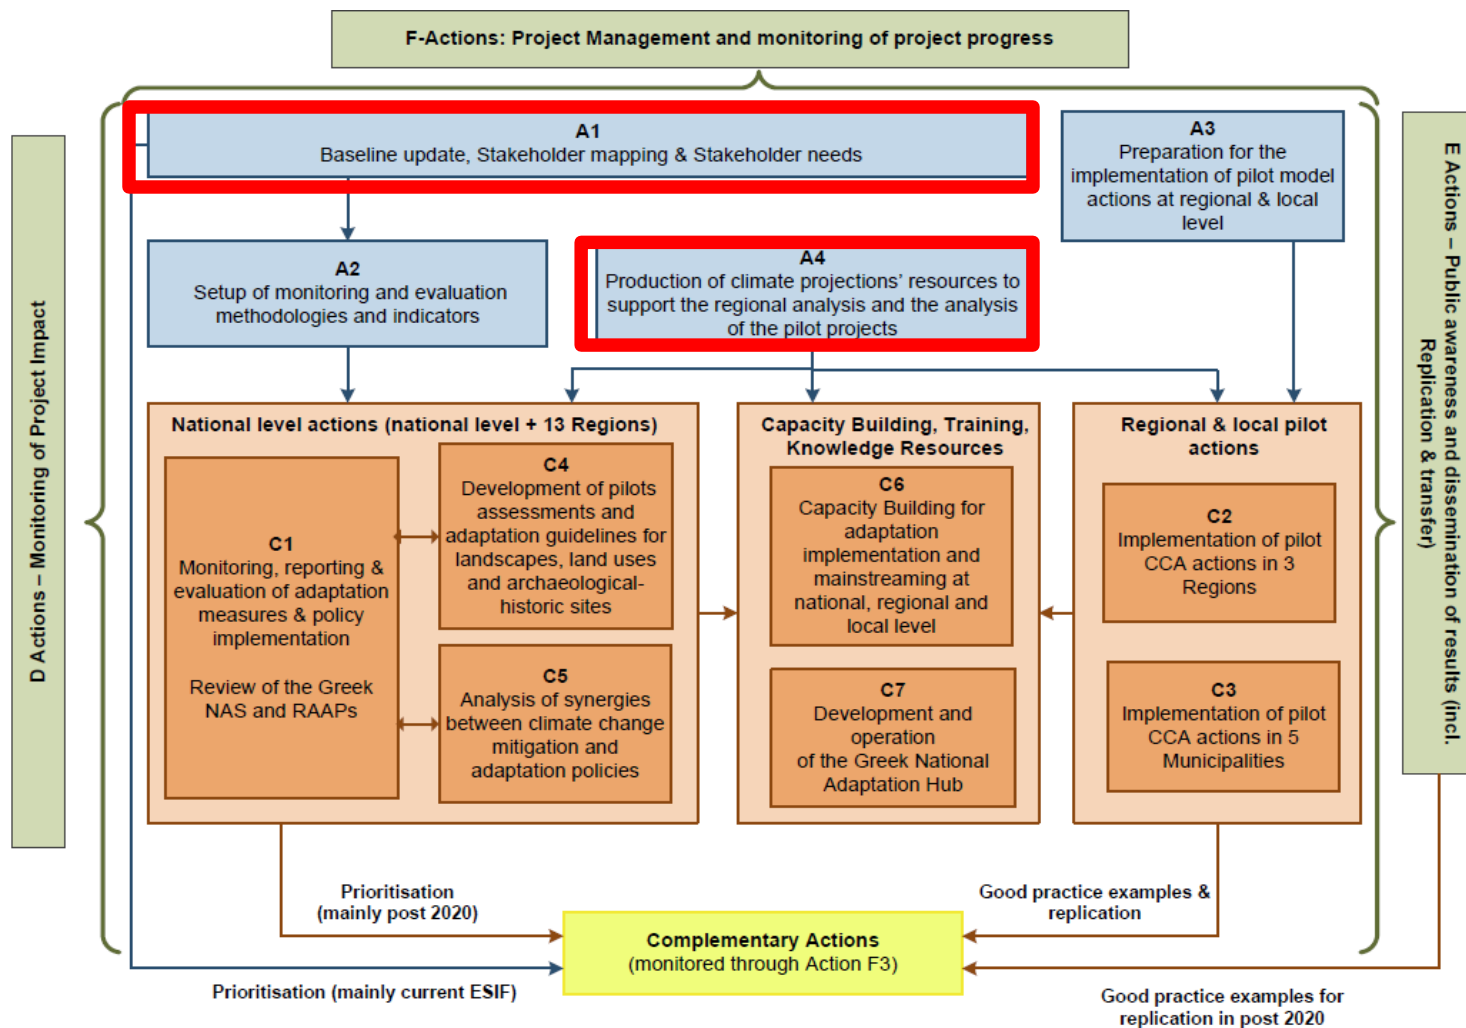 F-Actions: Project Management and monitoring of project progress
A1
Baseline update, Stakeholder mapping & Stakeholder needs
A3
Preparation for the
implementation of pilot model
actions at regional & local
level
A2
Setup of monitoring and evaluation
methodologies and indicators
A4
Production of climate projections’ resources to
support the regional analysis and the analysis
of the pilot projects
D Actions – Monitoring of Project Impact
E Actions – Public awareness and dissemination of results (incl.
Replication & transfer)
National level actions (national level + 13 Regions)
C1
Monitoring, reporting &
evaluation of adaptation
measures & policy
implementation
Review of the Greek
NAS and RAAPs
C4
Development of pilots
assessments and
adaptation guidelines for
landscapes, land uses
and archaeological-
historic sites
C5
Analysis of synergies
between climate change
mitigation and
adaptation policies
Capacity Building, Training,
Knowledge Resources
C6
Capacity Building for
adaptation
implementation and
mainstreaming at
national, regional and
local level
C7
Development and
operation
of the Greek National
Adaptation Hub
Regional & local pilot
actions
C2
Implementation of pilot
CCA actions in 3
Regions
C3
Implementation of pilot
CCA actions in 5
Municipalities
Prioritisation
(mainly post 2020)
Good practice examples &
replication
Complementary Actions
(monitored through Action F3)
Prioritisation (mainly current ESIF)
Good practice examples for
replication in post 2020